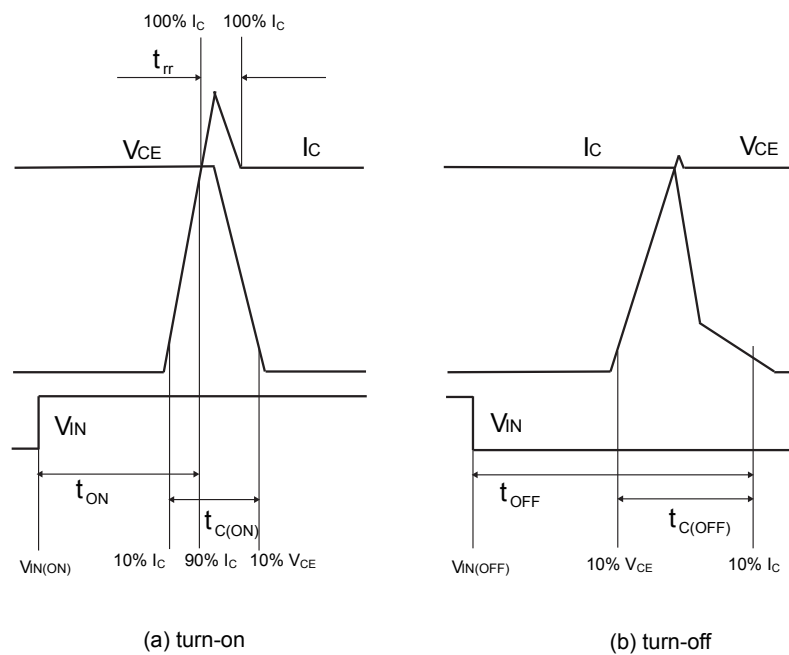 100% IC 100% IC
trr
VCE IC
IC VCE
VIN
VIN
tON
tOFF
tC(ON)
tC(OFF)
VIN(ON) 10% IC 90% IC 10% VCE
VIN(OFF) 10% VCE 10% IC
(a) turn-on
(b) turn-off